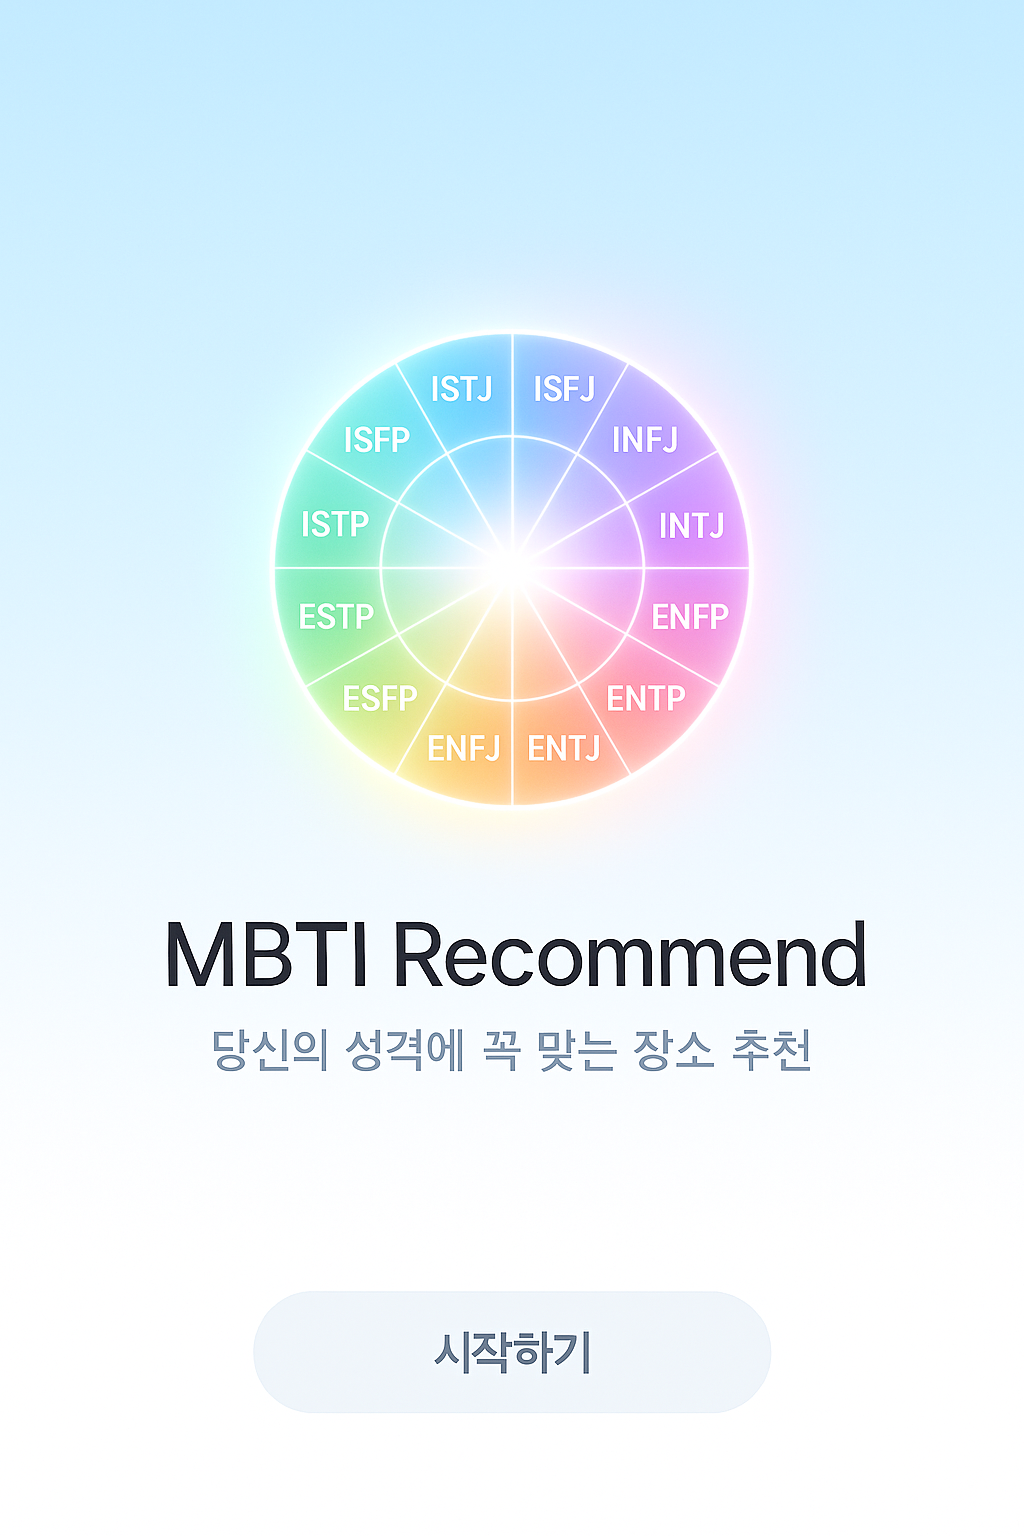 ISTJ ISFJ
ISFP INFJ
ISTP INTJ
ESTP ENFP
ESFP ENTP
ENFJ ENTJ
MBTI Recommend
당신의 성격에 꼭 맞는 장소 추천
시작하기